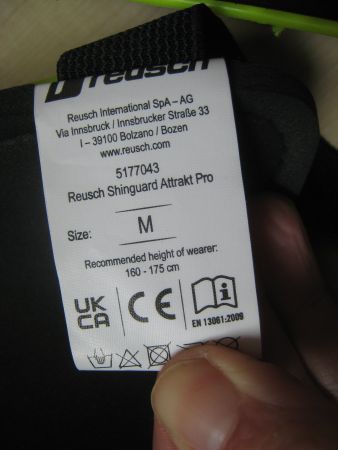 reusch
Reusch International SpA – AG
Via Innsbruck / Innsbrucker Straße 33
I – 39100 Bolzano / Bozen
www.reusch.com
5177043
Reusch Shinguard Attrakt Pro
Size: M
Recommended height of wearer:
160 - 175 cm
UK
CA
CE
i
EN 13061:2009